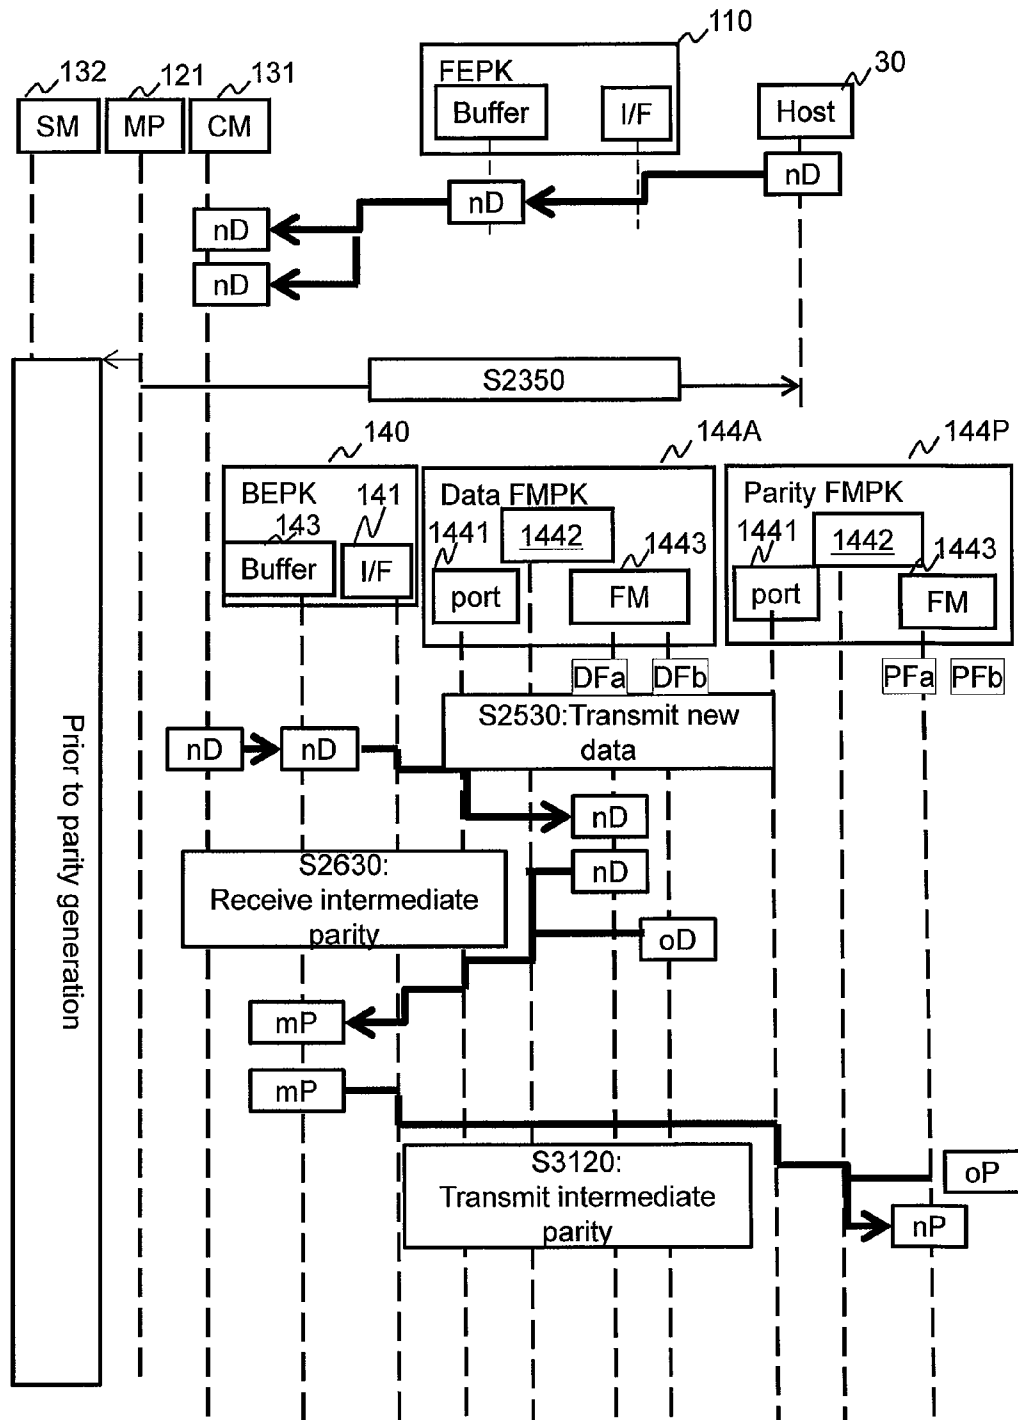 110
132
121
131
30
FEPK
SM
MP
CM
Buffer
I/F
Host
nD
nD
nD
nD
S2350
140
144A
144P
BEPK
141
143
Buffer
I/F
Data FMPK
1441
1442
1443
port
FM
Parity FMPK
1441
1442
1443
port
FM
DFa
DFb
PFa
PFb
Prior to parity generation
S2530:Transmit new
data
nD
nD
nD
nD
S2630:
Receive intermediate
parity
oD
mP
mP
S3120:
Transmit intermediate
parity
oP
nP